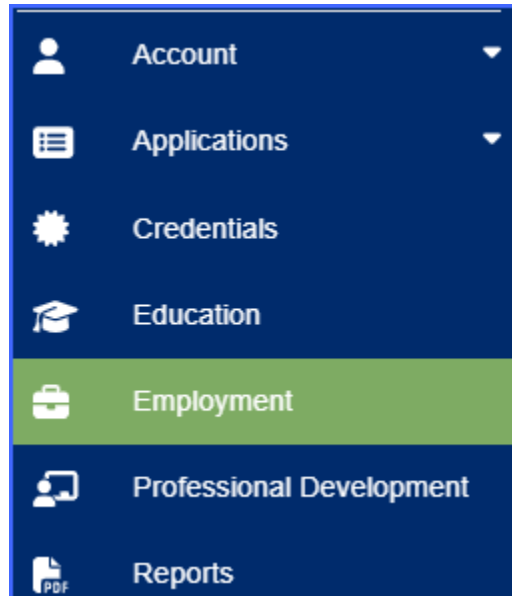 Account
Applications
Credentials
Education
Employment
Professional Development
PDF
Reports